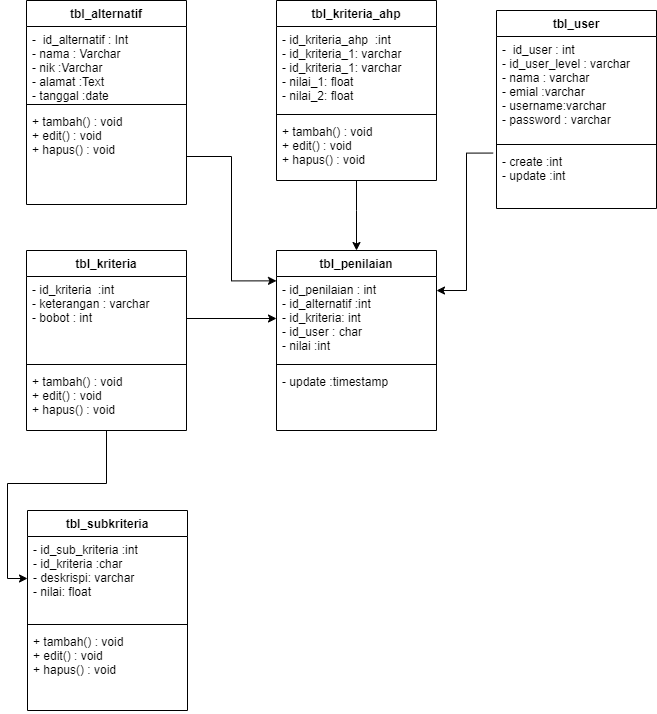 tbl_alternatif
-  id_alternatif : Int
- nama : Varchar
- nik :Varchar
- alamat :Text
- tanggal :date
+ tambah() : void
+ edit() : void
+ hapus() : void
tbl_kriteria_ahp
- id_kriteria_ahp  :int
- id_kriteria_1: varchar
- id_kriteria_1: varchar
- nilai_1: float
- nilai_2: float
+ tambah() : void
+ edit() : void
+ hapus() : void
tbl_user
-  id_user : int
- id_user_level : varchar
- nama : varchar
- emial : varchar
- username:varchar
- password : varchar
- create :int
- update :int
tbl_kriteria
- id_kriteria  :int
- keterangan : varchar
- bobot : int
+ tambah() : void
+ edit() : void
+ hapus() : void
tbl_penilaian
- id_penilaian : int
- id_alternatif :int
- id_kriteria: int
- id_user : char
- nilai :int
- update :timestamp
tbl_subkriteria
- id_sub_kriteria :int
- id_kriteria :char
- deskrispi: varchar
- nilai: float
+ tambah() : void
+ edit() : void
+ hapus() : void